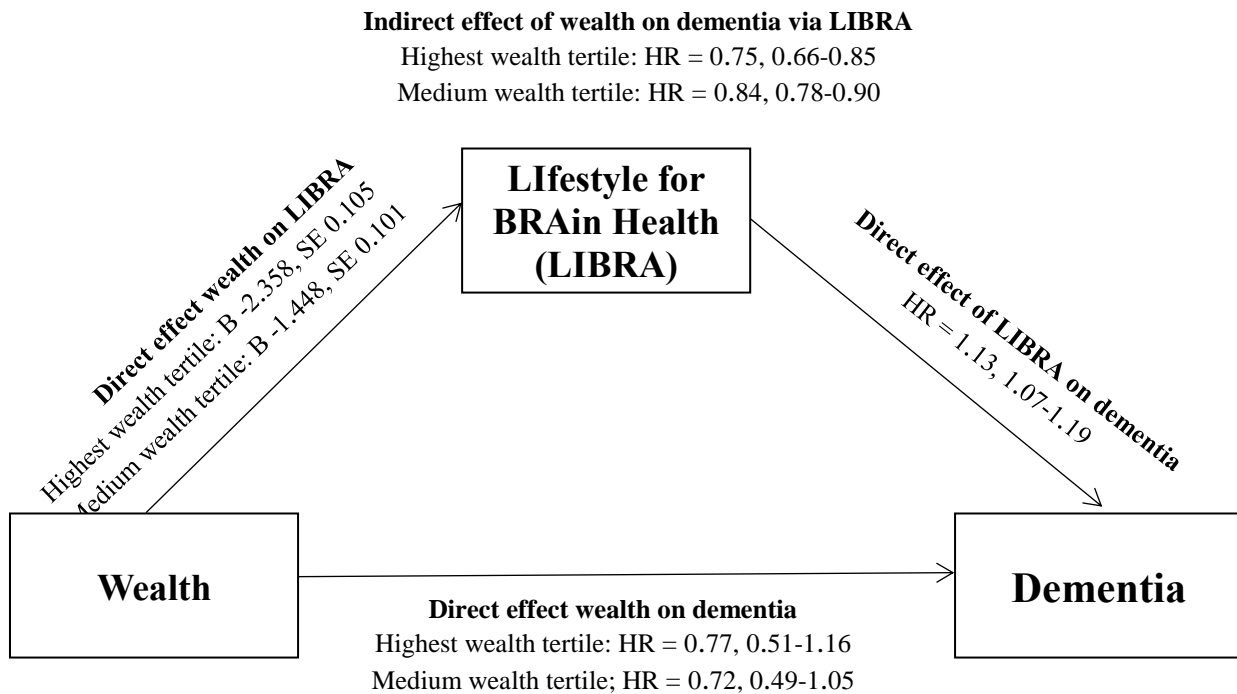 Indirect effect of wealth on dementia via LIBRA
Highest wealth tertile: HR = 0.75, 0.66-0.85
Medium wealth tertile: HR = 0.84, 0.78-0.90
LIfestyle for
BRAin Health
(LIBRA)
Direct effect wealth on LIBRA
Highest wealth tertile: B -2.358, SE 0.105
Medium wealth tertile: B -1.448, SE 0.101
Direct effect of LIBRA on dementia
HR = 1.13, 1.07-1.19
Wealth
Dementia
Direct effect wealth on dementia
Highest wealth tertile: HR = 0.77, 0.51-1.16
Medium wealth tertile; HR = 0.72, 0.49-1.05